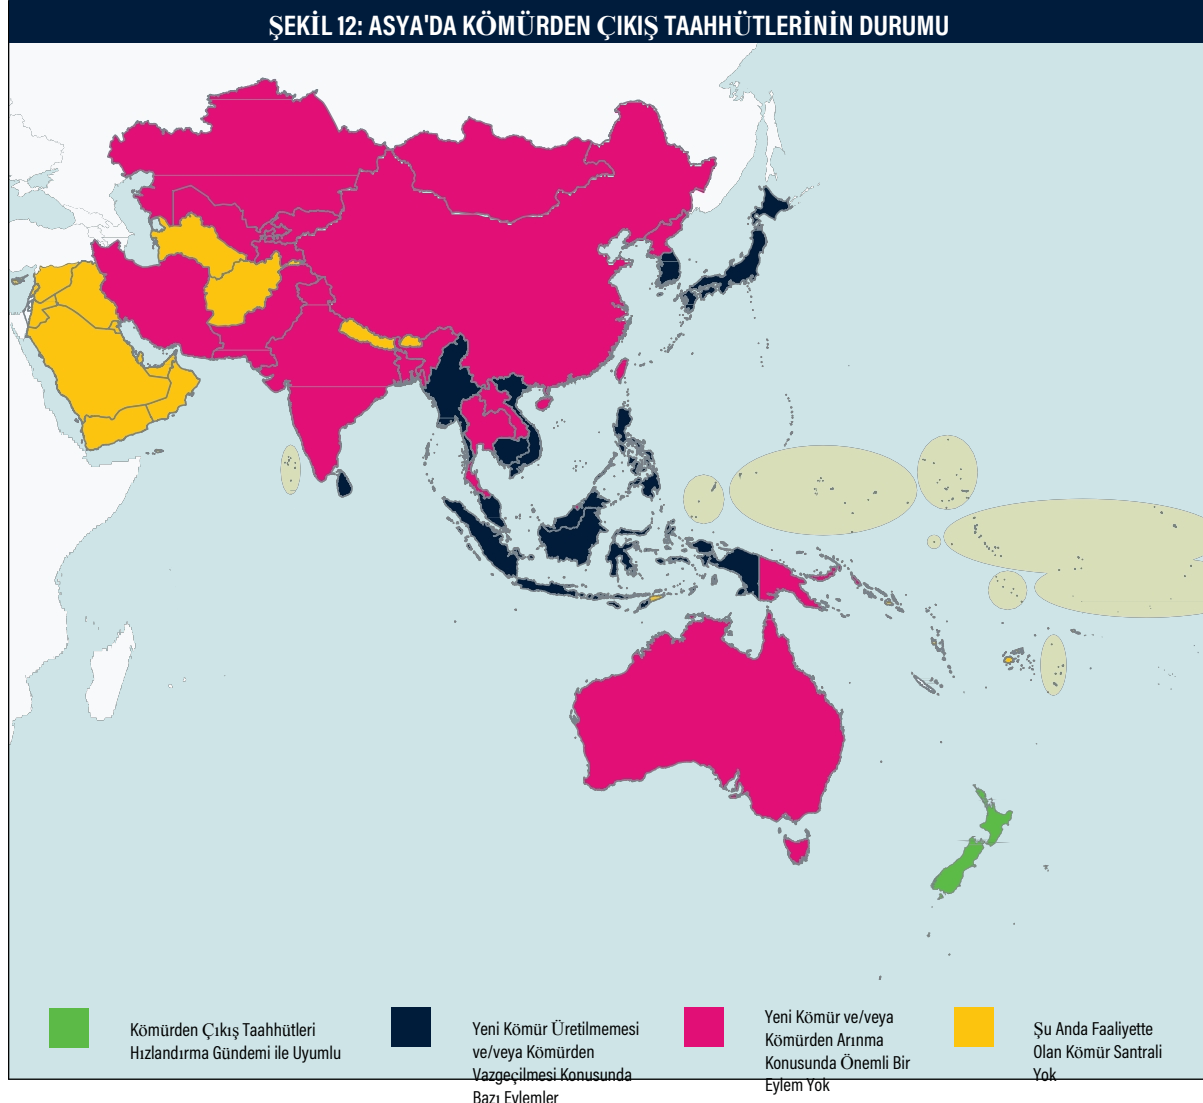 ŞEKİL 12: ASYA'DA KÖMÜRDEN ÇIKIŞ TAAHHÜTLERİNİN DURUMU
Kömürden Çıkış Taahhütleri
Hızlandırma Gündemi ile Uyumlu
Yeni Kömür Üretilmemesi
ve/veya Kömürden
Vazgeçilmesi Konusunda
Bazı Eylemler
Yeni Kömür ve/veya
Kömürden Arınma
Konusunda Önemli Bir
Eylem Yok
Şu Anda Faaliyette
Olan Kömür Santrali
Yok